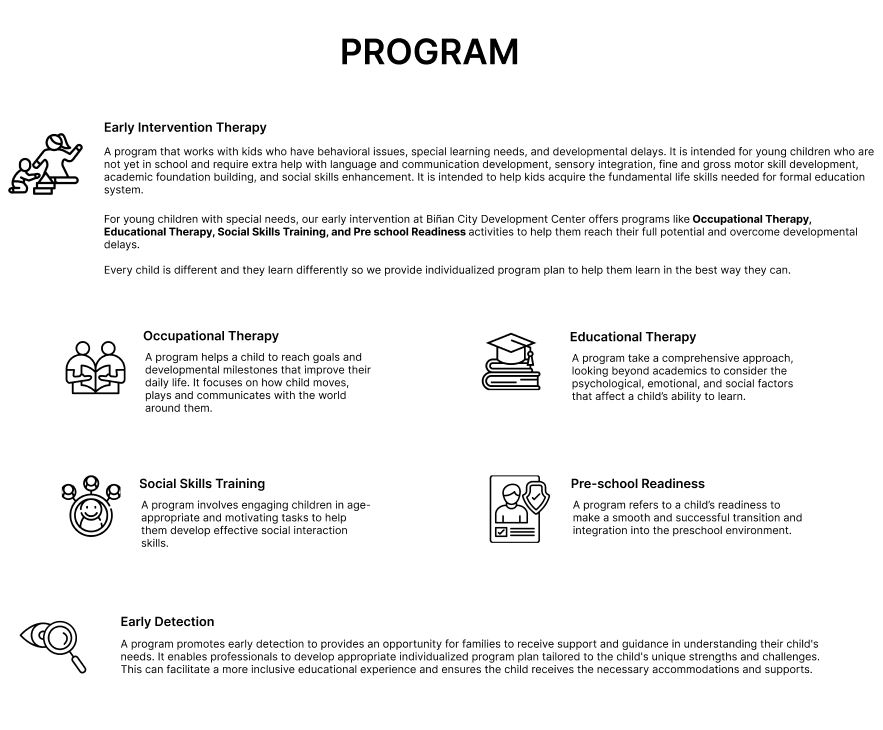 PROGRAM
Early Intervention Therapy
A program that works with kids who have behavioral issues, special learning needs, and developmental delays. It is intended for young children who are
not yet in school and require extra help with language and communication development, sensory integration, fine and gross motor skill development,
academic foundation building, and social skills enhancement. It is intended to help kids acquire the fundamental life skills needed for formal education
system.
For young children with special needs, our early intervention at Biñan City Development Center offers programs like Occupational Therapy,
Educational Therapy, Social Skills Training, and Pre school Readiness activities to help them reach their full potential and overcome developmental
delays.
Every child is different and they learn differently so we provide individualized program plan to help them learn in the best way they can.
Occupational Therapy
A program helps a child to reach goals and
developmental milestones that improve their
daily life. It focuses on how child moves,
plays and communicates with the world
around them.
Educational Therapy
A program take a comprehensive approach,
looking beyond academics to consider the
psychological, emotional, and social factors
that affect a child's ability to learn.
Social Skills Training
A program involves engaging children in age-
appropriate and motivating tasks to help
them develop effective social interaction
skills.
Pre-school Readiness
A program refers to a child's readiness to
make a smooth and successful transition and
integration into the preschool environment.
Early Detection
A program promotes early detection to provides an opportunity for families to receive support and guidance in understanding their child's
needs. It enables professionals to develop appropriate individualized program plan tailored to the child's unique strengths and challenges.
This can facilitate a more inclusive educational experience and ensures the child receives the necessary accommodations and supports.